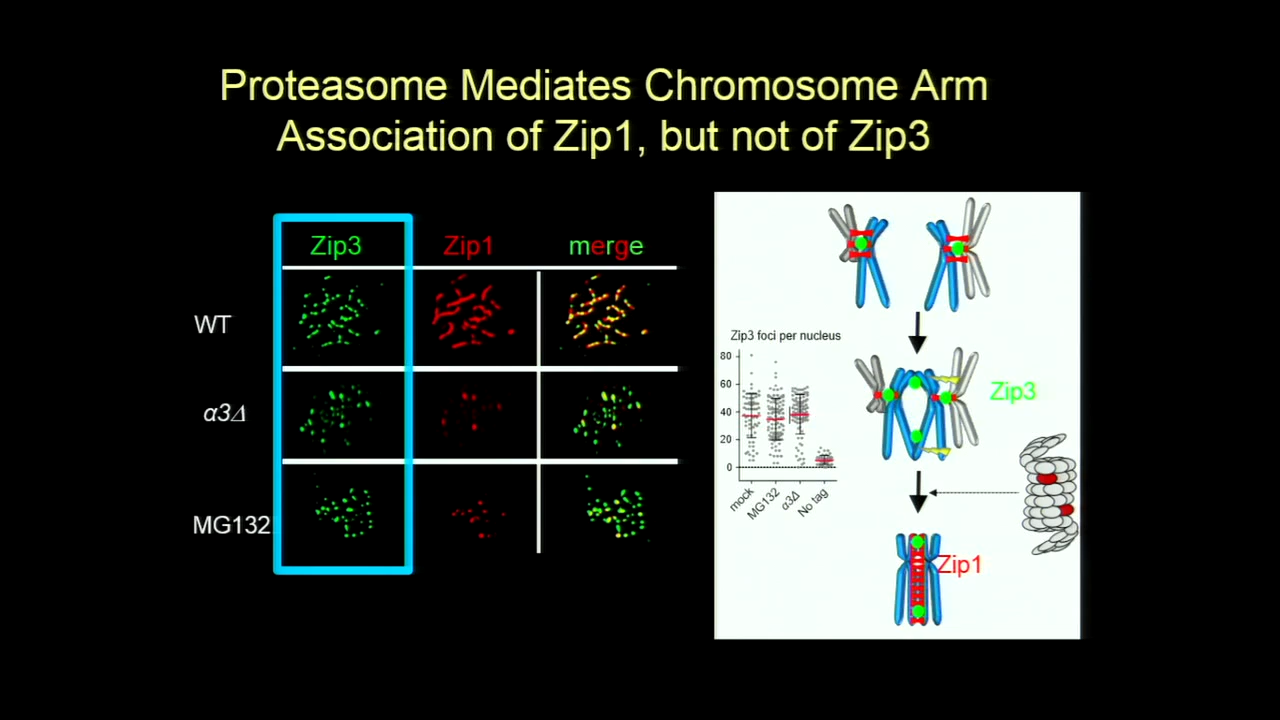 Proteasome Mediates Chromosome Arm
Association of Zip1, but not of Zip3
Zip3 Zip1 merge
WT
α3Δ
MG132
Zip3 foci per nucleus
80
60
40
20
0
mock MG132 α3Δ No tag
Zip3
Zip1